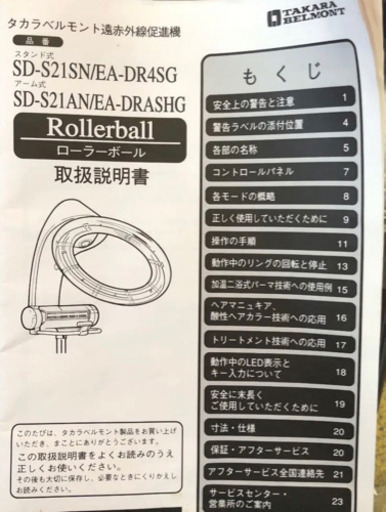 タカラベルモント遠赤外線促進機
TAKARA
BELMONT
品番
スタンド式
SD-S21SN/EA-DR4SG
アーム式
SD-S21AN/EA-DRASHG
Rollerball
ローラーボール
取扱説明書
このたびは、タカラベルモント製品をお買い上げ
いただき、まことにありがとうございます。
この取扱説明書をよくお読みのうえ
正しくお使いください。
その後も大切に保存し、必要なときにくりかえし
お読みください。
もくじ
安全上の警告と注意 1
警告ラベルの添付位置 4
各部の名称 5
コントロールパネル 7
各モードの概略 8
正しく使用していただくために 9
操作の手順 11
動作中のリングの回転と停止 13
加温二浴式パーマ技術への使用例 15
ヘアマニュキア、
酸性ヘアカラー技術への応用 16
トリートメント技術への応用 17
動作中のLED表示と
キー入力について 18
安全に末長く
ご使用していただくために 19
寸法・仕様 20
保証・アフターサービス 20
アフターサービス全国連絡先 21
サービスセンター・
営業所のご案内 23